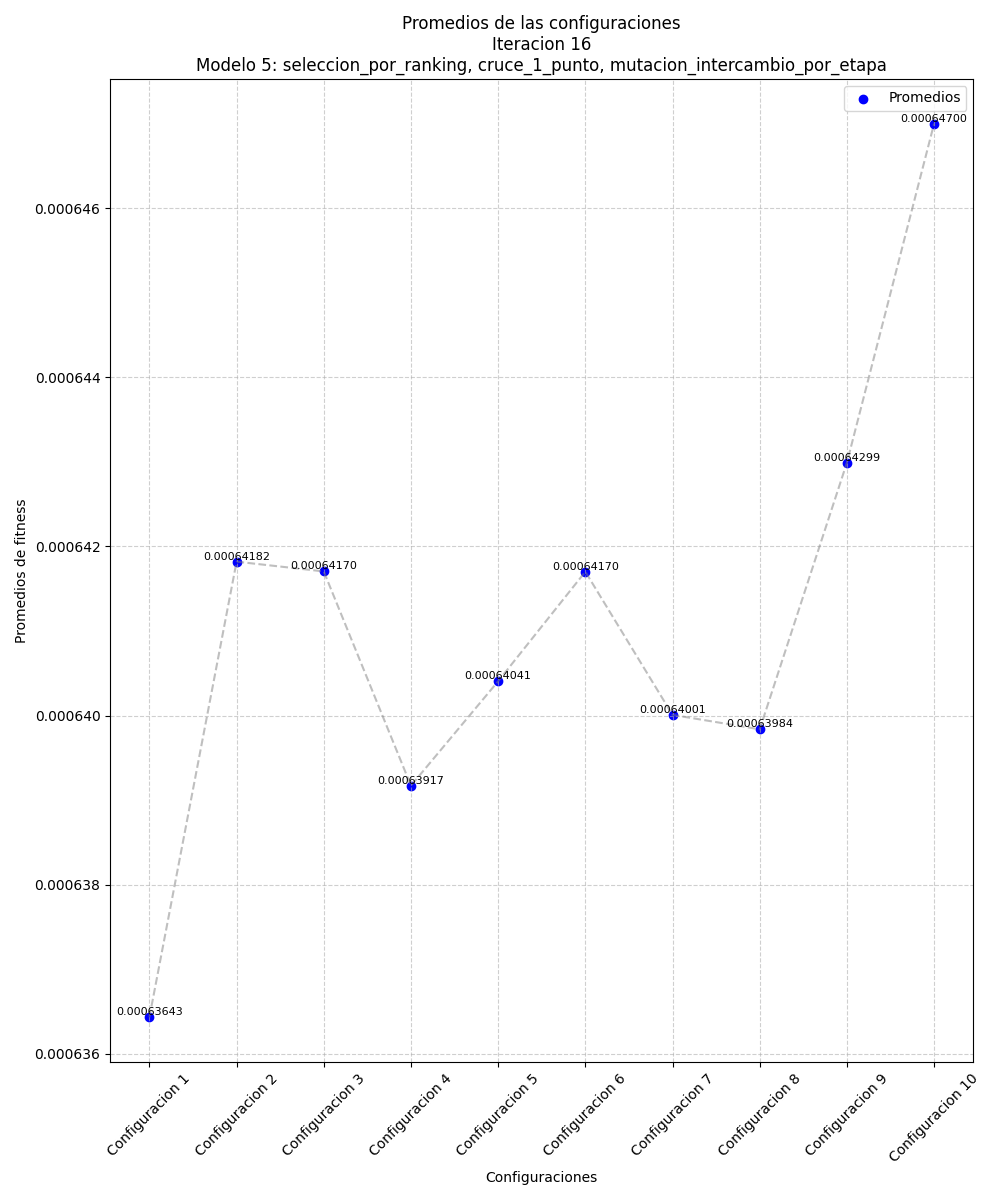 Promedios de las configuraciones
Iteracion 16
Modelo 5: seleccion_por_ranking, cruce_1_punto, mutacion_intercambio_por_etapa
Promedios
0.00064700
0.000646
0.000644
0.00064299
0.000642
0.00064182
0.00064170
0.00064170
0.00064041
0.00064001
0.000640
0.00063984
0.00063917
0.000638
0.00063643
0.000636
Promedios de fitness
Configuracion 1
Configuracion 2
Configuracion 3
Configuracion 4
Configuracion 5
Configuracion 6
Configuracion 7
Configuracion 8
Configuracion 9
Configuracion 10
Configuraciones